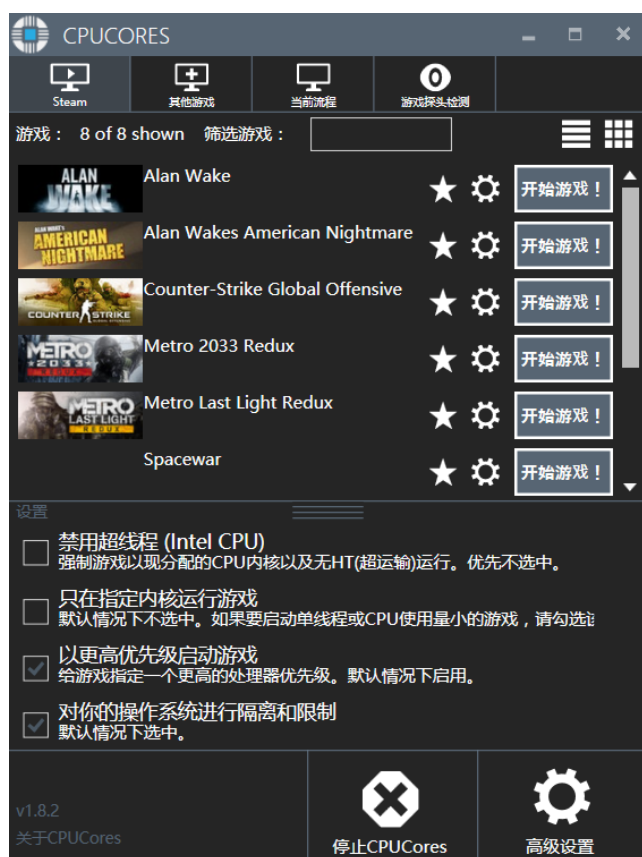 CPUCORES
Steam
其他游戏
当前流程
游戏探头检测
游戏： 8 of 8 shown 筛选游戏：
ALAN WAKE
Alan Wake
开始游戏！
AMERICAN NIGHTMARE
Alan Wakes American Nightmare
开始游戏！
COUNTER STRIKE
Counter-Strike Global Offensive
开始游戏！
METRO 2033
Metro 2033 Redux
开始游戏！
METRO LAST LIGHT REDUX
Metro Last Light Redux
开始游戏！
Spacewar
开始游戏！
设置
禁用超线程 (Intel CPU)
强制游戏以现分配的CPU内核以及无HT(超运输)运行。优先不选中。
只在指定内核运行游戏
默认情况下不选中。如果要启动单线程或CPU使用量小的游戏，请勾选
以更高优先级启动游戏
给游戏指定一个更高的处理器优先级。默认情况下启用。
对你的操作系统进行隔离和限制
默认情况下选中。
v1.8.2
关于CPUCores
停止CPUCores
高级设置